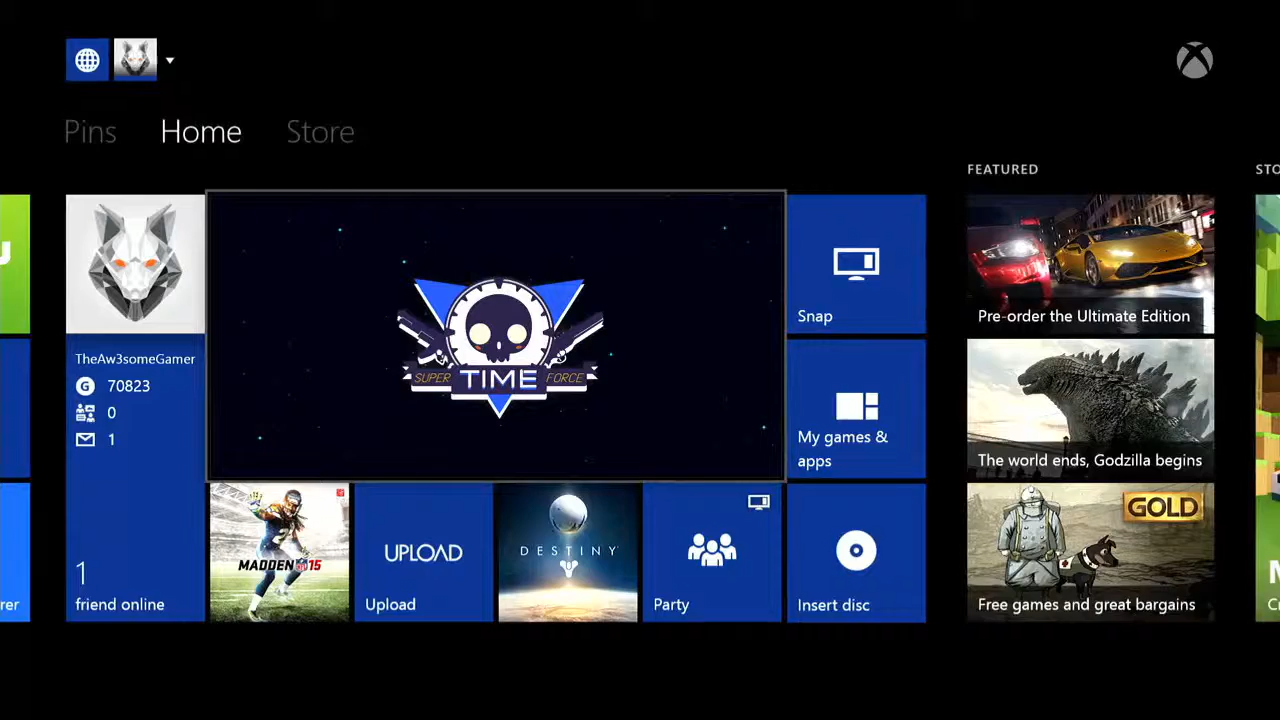 Pins Home Store
FEATURED
STO
TheAw3someGamer
G 70823
0
1
1
friend online
SUPER TIME FORCE
Snap
My games &
apps
MADDEN 15
UPLOAD
Upload
DESTINY
Party
Insert disc
Pre-order the Ultimate Edition
The world ends, Godzilla begins
GOLD
Free games and great bargains
rer